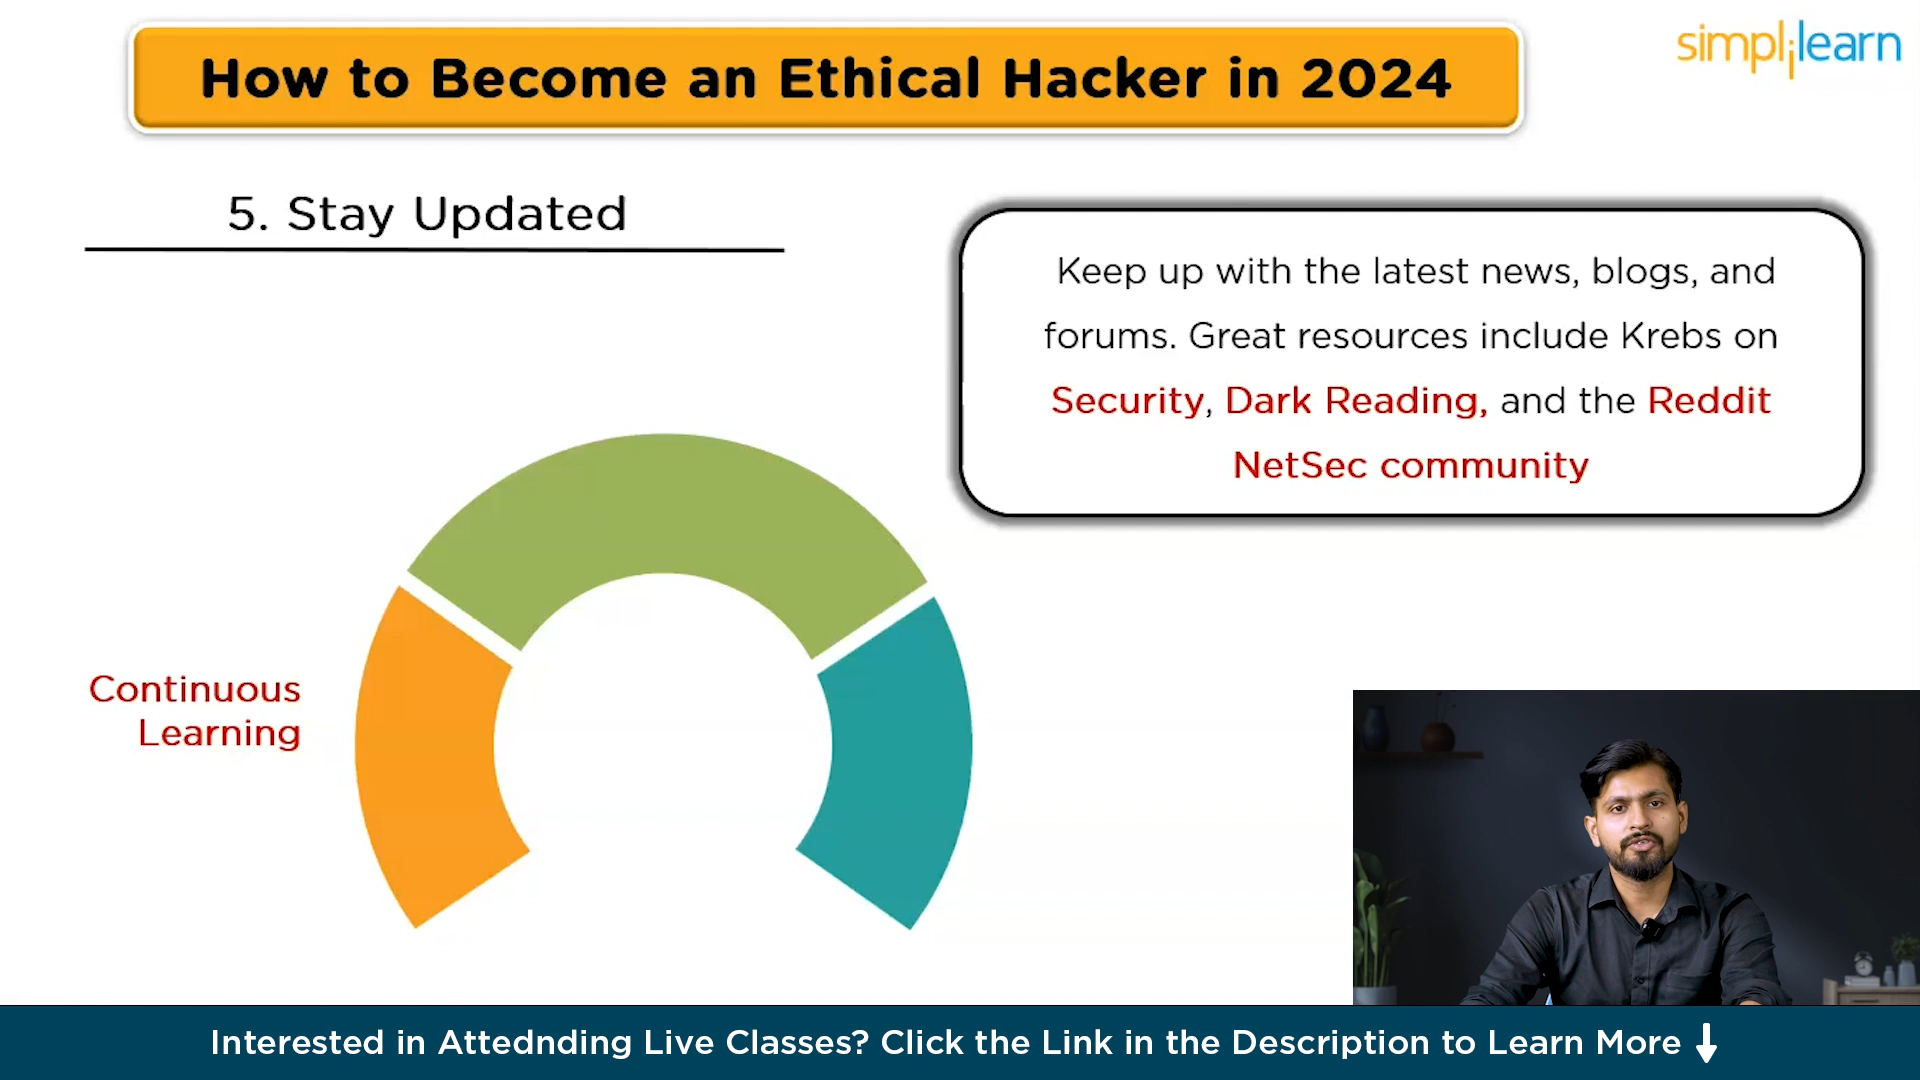 How to Become an Ethical Hacker in 2024
simplilearn
5. Stay Updated
Keep up with the latest news, blogs, and
forums. Great resources include Krebs on
Security, Dark Reading, and the Reddit
NetSec community
Continuous
Learning
Interested in Attednding Live Classes? Click the Link in the Description to Learn More